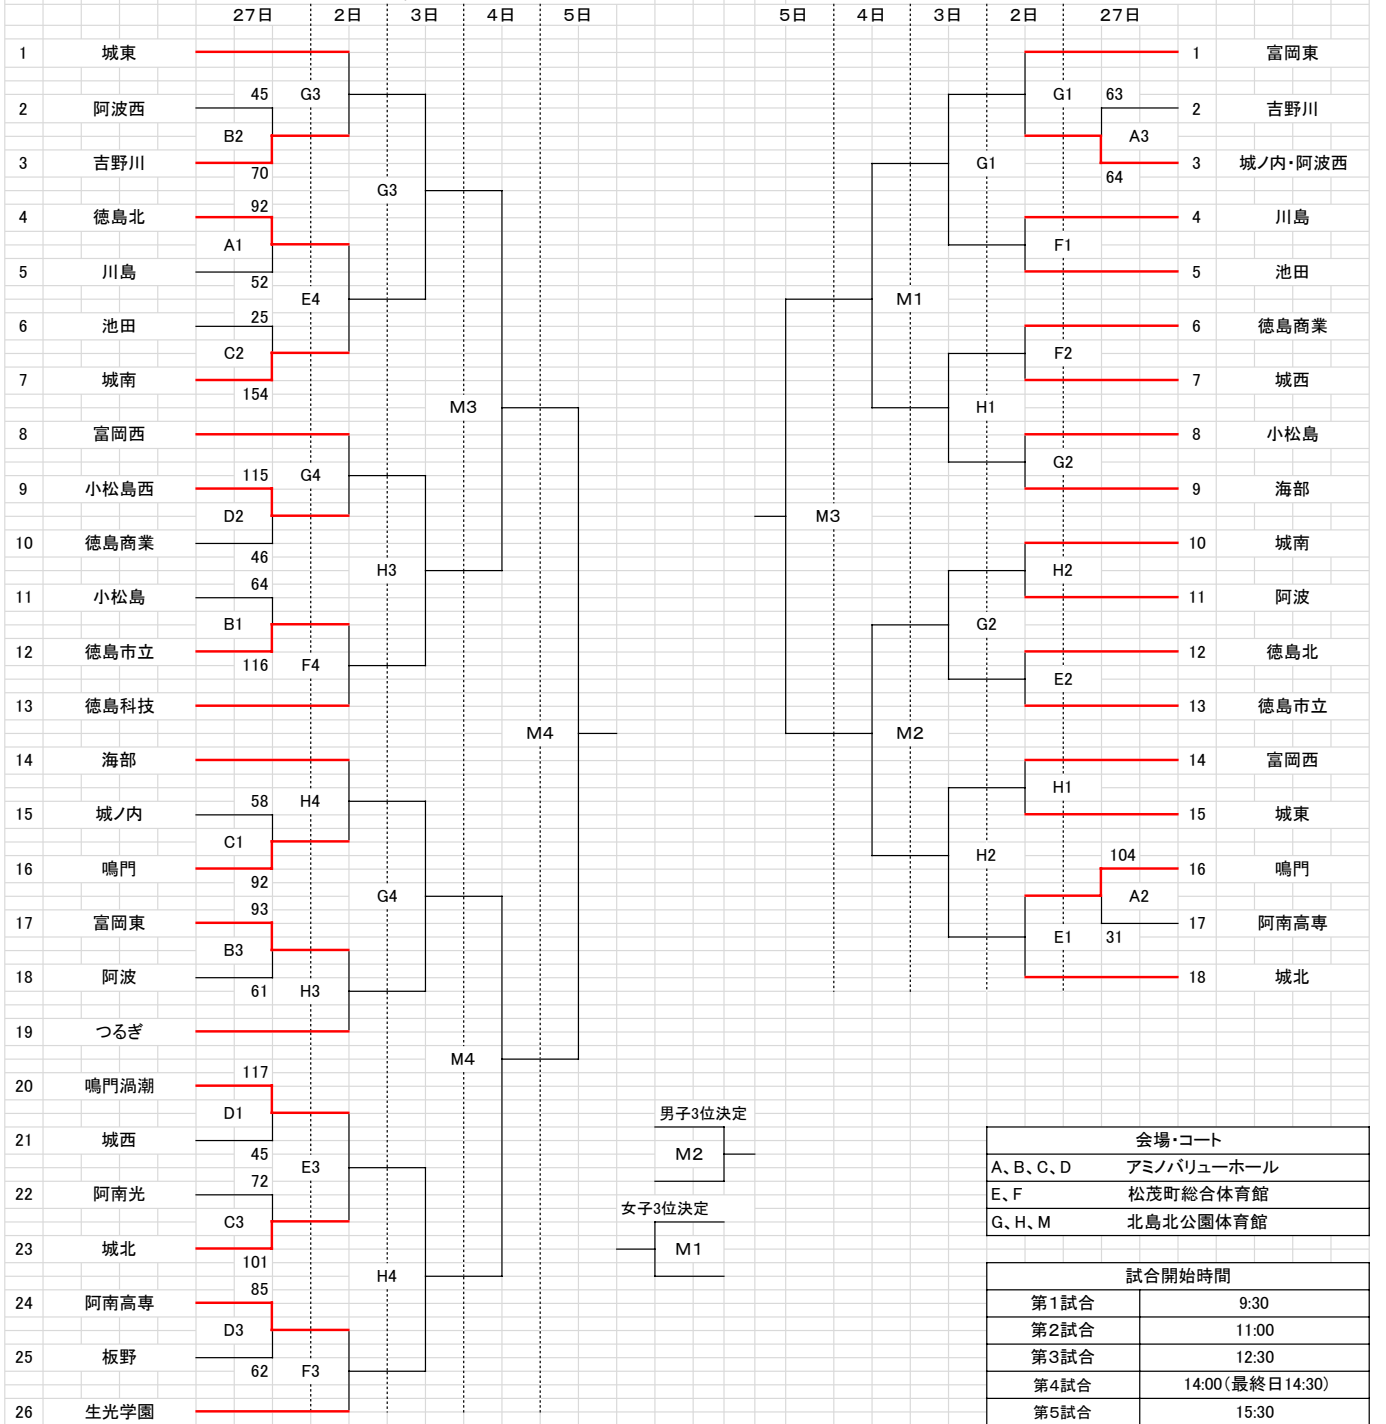 27日 2日 3日 4日 5日 5日 4日 3日 2日 27日
1 城東 1 富岡東
45 G3 G1 63
2 阿波西 2 吉野川
B2 A3
3 吉野川 G1 3 城ノ内・阿波西
70 64
G3
92
4 徳島北 4 川島
A1 F1
5 川島 5 池田
52
E4 M1
25
6 池田 6 徳島商業
C2 F2
7 城南 7 城西
154
M3 H1
8 富岡西 8 小松島
G2
115 G4
9 小松島西 9 海部
D2 M3
10 徳島商業 10 城南
46
H3 H2
64
11 小松島 11 阿波
B1 G2
12 徳島市立 12 徳島北
116 F4
E2
13 徳島科技 13 徳島市立
M4 M2
14 海部 14 富岡西
H1
58 H4
15 城ノ内 15 城東
C1
H2 104
16 鳴門 16 鳴門
92
G4 A2
93
17 富岡東 17 阿南高専
E1 31
B3
18 阿波 18 城北
61 H3
19 つるぎ
M4
117
20 鳴門渦潮
D1 男子3位決定
21 城西
45 M2
E3
72
22 阿南光
女子3位決定
C3
23 城北 M1
101
H4
85
24 阿南高専
D3
25 板野
62 F3
26 生光学園
会場・コート
A、B、C、D アミノバリューホール
E、F 松茂町総合体育館
G、H、M 北島北公園体育館
試合開始時間
第1試合 9:30
第2試合 11:00
第3試合 12:30
第4試合 14:00(最終日14:30)
第5試合 15:30